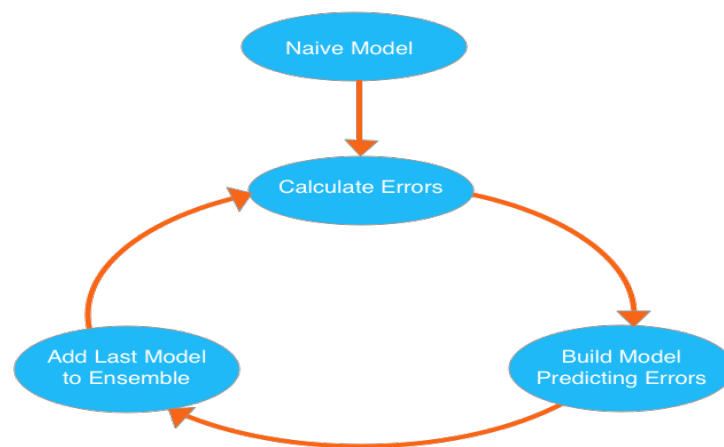 Naive Model
Calculate Errors
Add Last Model
to Ensemble
Build Model
Predicting Errors